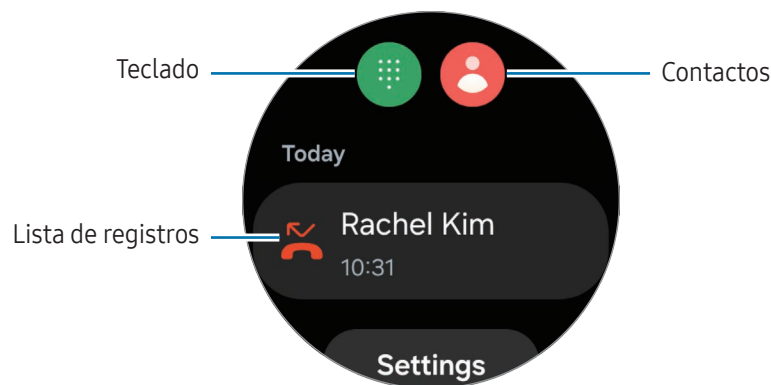 Teclado
Contactos
Today
Lista de registros
Rachel Kim
10:31
Settings